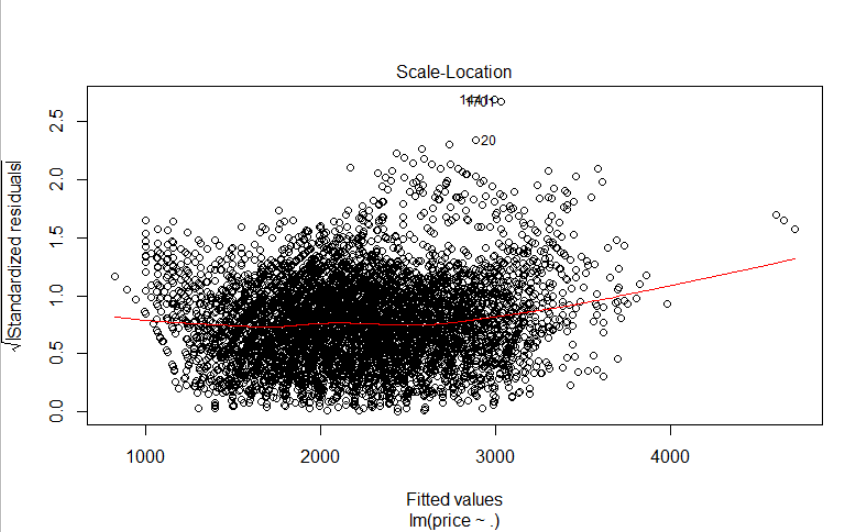 Scale-Location
20
√|Standardized residuals|
0.0 0.5 1.0 1.5 2.0 2.5
1000 2000 3000 4000
Fitted values
lm(price ~ .)